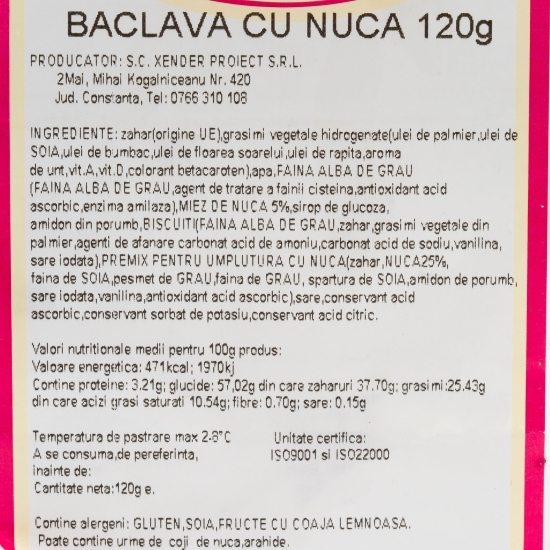 BACLAVA CU NUCA 120g
PRODUCATOR: S.C. XENDER PROIECT S.R.L.
2Mai, Mihai Kogalniceanu Nr. 420
Jud. Constanta, Tel: 0766 310 108
INGREDIENTE: zahar(origine UE),grasimi vegetale hidrogenate(ulei de palmier,ulei de
SOIA,ulei de bumbac,ulei de floarea soarelui,ulei de rapita,aroma
de unt,vit.A,vit.D,colorant betacaroten),apa,FAINA ALBA DE GRAU
(FAINA ALBA DE GRAU,agent de tratare a fainii cisteina,antioxidant acid
ascorbic,enzima amilaza),MIEZ DE NUCA 5%,sirop de glucoza,
amidon din porumb,BISCUITI(FAINA ALBA DE GRAU,zahar,grasimi vegetale din
palmier,agenti de afanare carbonat acid de amoniu,carbonat acid de sodiu,vanilina,
sare iodata),PREMIX PENTRU UMPLUTURA CU NUCA(zahar,NUCA25%,
faina de SOIA,pesmet de GRAU,faina de GRAU, spartura de SOIA,amidon de porumb,
sare iodata,vanilina,antioxidant acid ascorbic),sare,conservant acid
ascorbic,conservant sorbat de potasiu,conservant acid citric.
Valori nutritionale medii pentru 100g produs:
Valoare energetica: 471kcal; 1970kj
Contine proteine: 3.21g; glucide: 57,02g din care zaharuri 37.70g; grasimi:25.43g
din care acizi grasi saturati 10.54g; fibre: 0.70g; sare: 0.15g
Temperatura de pastrare max 2-8°C Unitate certifica:
A se consuma,de pereferinta, ISO9001 si ISO22000
inainte de:
Cantitate neta:120g e.
Contine alergeni: GLUTEN,SOIA,FRUCTE CU COAJA LEMNOASA.
Poate contine urme de coji de nuca,arahide.